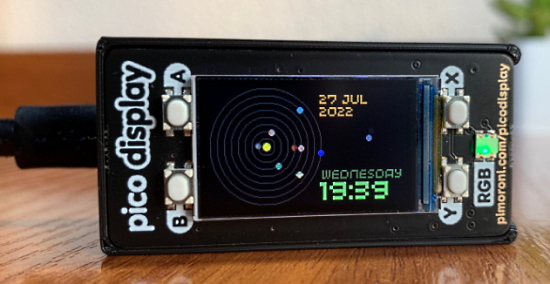 pico display
A
B
27 JUL
2022
WEDNESDAY
19:39
X
Y
RGB
pimoroni.com/picodisplay